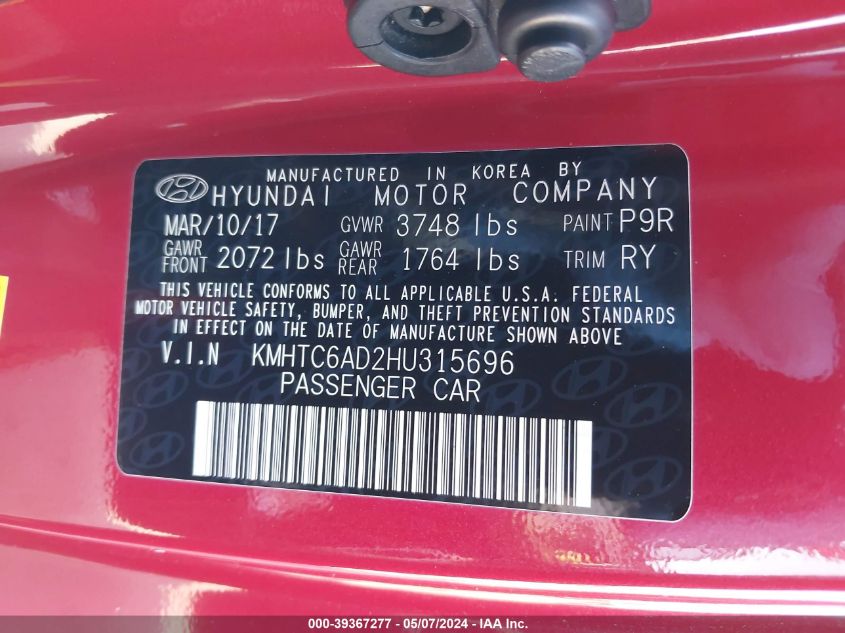 MANUFACTURED IN KOREA BY
HYUNDAI MOTOR COMPANY
MAR/10/17 GVWR 3748 lbs PAINT P9R
GAWR FRONT 2072 lbs GAWR REAR 1764 lbs TRIM RY
THIS VEHICLE CONFORMS TO ALL APPLICABLE U.S.A. FEDERAL
MOTOR VEHICLE SAFETY, BUMPER, AND THEFT PREVENTION STANDARDS
IN EFFECT ON THE DATE OF MANUFACTURE SHOWN ABOVE
V.I.N KMHTC6AD2HU315696
PASSENGER CAR
000-39367277 - 05/07/2024 - IAAI - Copart - IAA, Inc.